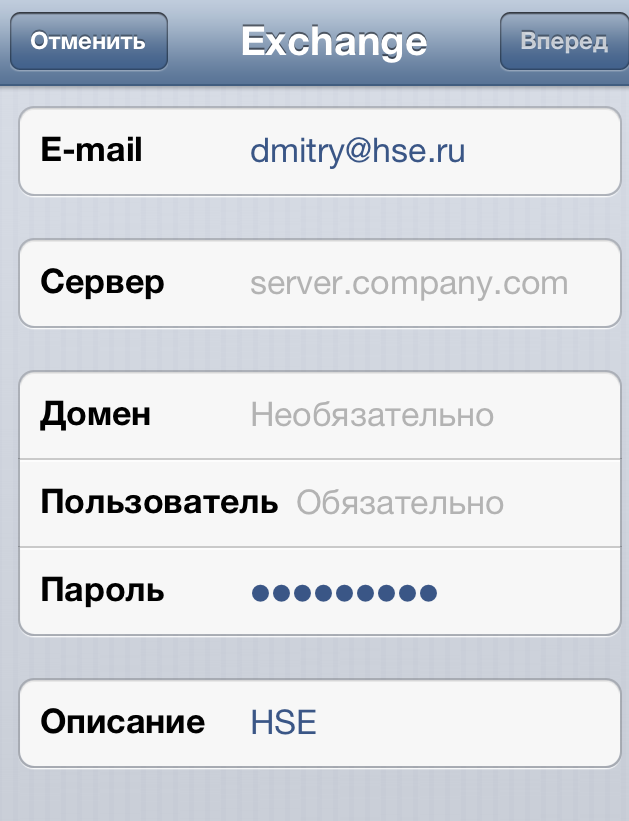 Отменить Exchange Вперед
E-mail dmitry@hse.ru
Сервер server.company.com
Домен Необязательно
Пользователь Обязательно
Пароль ●●●●●●●●●
Описание HSE